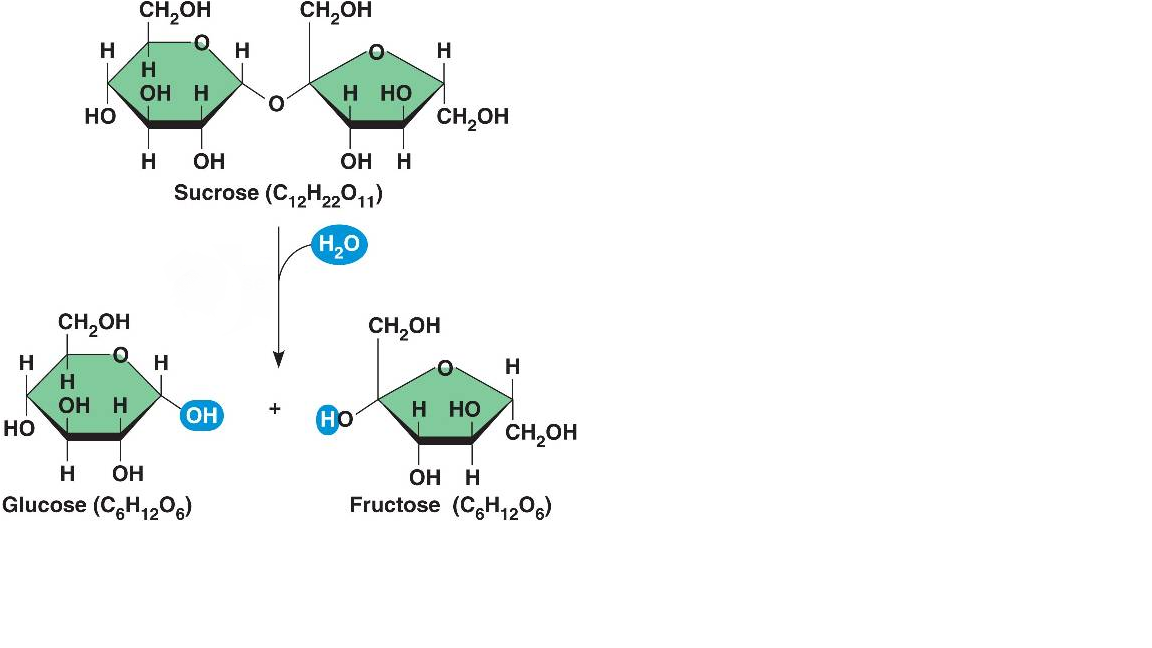 CH₂OH CH₂OH
H O H O H
H
OH H H HO
HO O CH₂OH
H OH OH H
Sucrose (C₁₂H₂₂O₁₁)
H₂O
CH₂OH CH₂OH
H O H O H
H
OH H OH + HO H HO
HO CH₂OH
H OH OH H
Glucose (C₆H₁₂O₆) Fructose (C₆H₁₂O₆)